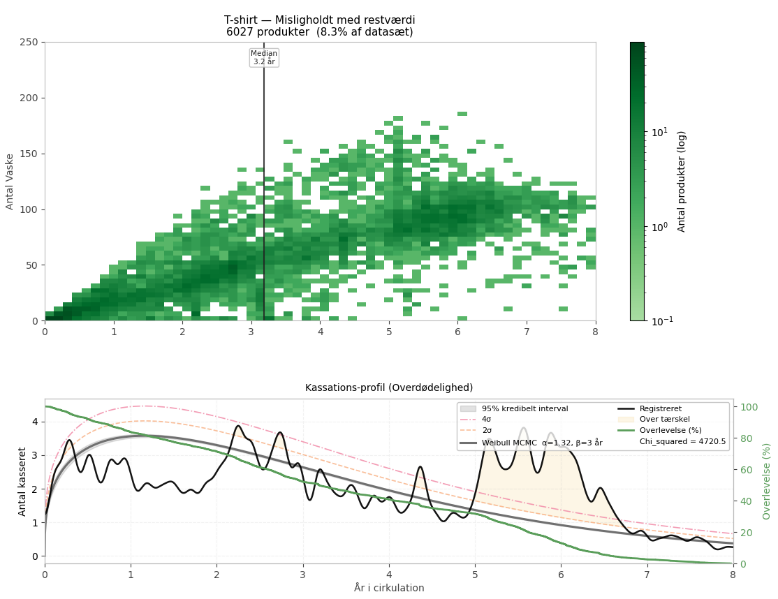 T-shirt — Misligholdt med restværdi
6027 produkter  (8.3% af datasæt)
250
200
150
100
50
0
Antal Vaske
Median
3.2 år
0 1 2 3 4 5 6 7 8
10¹
10⁰
10⁻¹
Antal produkter (log)
Kassations-profil (Overdødelighed)
4
3
2
1
0
Antal kasseret
95% kredibelt interval
4σ
2σ
Weibull MCMC  α=1.32, β=3 år
Registreret
Over tærskel
Overlevelse (%)
Chi_squared = 4720.5
100
80
60
40
20
0
Overlevelse (%)
0 1 2 3 4 5 6 7 8
År i cirkulation